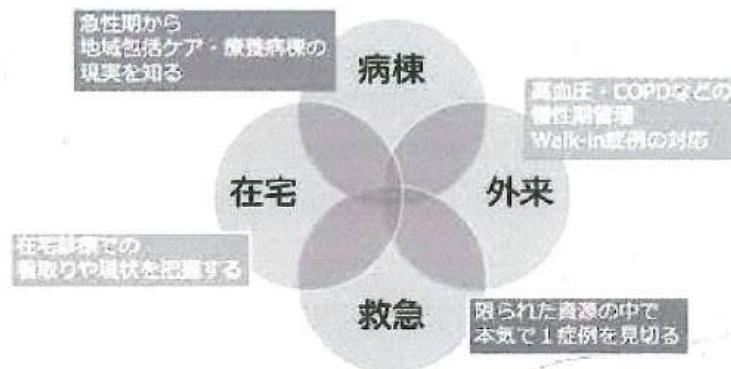 急性期から
地域包括ケア・療養病棟の
現実を知る
病棟
高血圧・COPDなどの
慢性期管理
Walk-in症例の対応
在宅
外来
在宅診療での
看取りや現状を把握する
救急
限られた資源の中で
本気で1症例を見切る